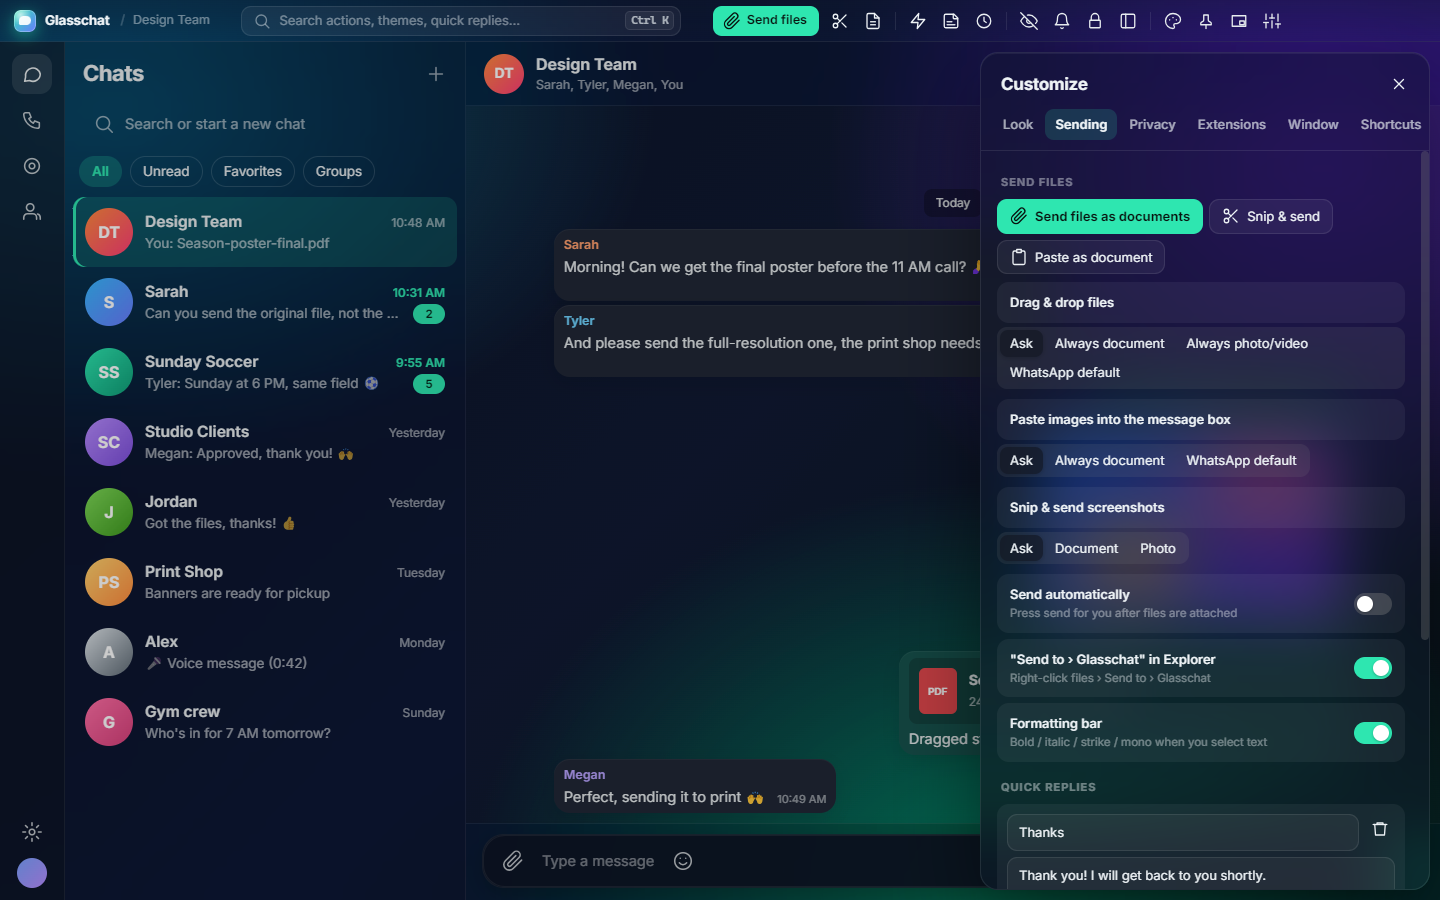 Glasschat / Design Team
Search actions, themes, quick replies...
Ctrl K
Send files
Chats
Search or start a new chat
All
Unread
Favorites
Groups
DT
Design Team
10:48 AM
You: Season-poster-final.pdf
S
Sarah
10:31 AM
Can you send the original file, not the ...
2
SS
Sunday Soccer
9:55 AM
Tyler: Sunday at 6 PM, same field ⚽
5
SC
Studio Clients
Yesterday
Megan: Approved, thank you! 🙌
J
Jordan
Yesterday
Got the files, thanks! 👍
PS
Print Shop
Tuesday
Banners are ready for pickup
A
Alex
Monday
🎤 Voice message (0:42)
G
Gym crew
Sunday
Who's in for 7 AM tomorrow?
DT
Design Team
Sarah, Tyler, Megan, You
Today
Sarah
Morning! Can we get the final poster before the 11 AM call?
Tyler
And please send the full-resolution one, the print shop needs
PDF
Dragged
Megan
Perfect, sending it to print 🙌
10:49 AM
Type a message
Customize
Look
Sending
Privacy
Extensions
Window
Shortcuts
SEND FILES
Send files as documents
Snip & send
Paste as document
Drag & drop files
Ask
Always document
Always photo/video
WhatsApp default
Paste images into the message box
Ask
Always document
WhatsApp default
Snip & send screenshots
Ask
Document
Photo
Send automatically
Press send for you after files are attached
"Send to › Glasschat" in Explorer
Right-click files › Send to › Glasschat
Formatting bar
Bold / italic / strike / mono when you select text
QUICK REPLIES
Thanks
Thank you! I will get back to you shortly.